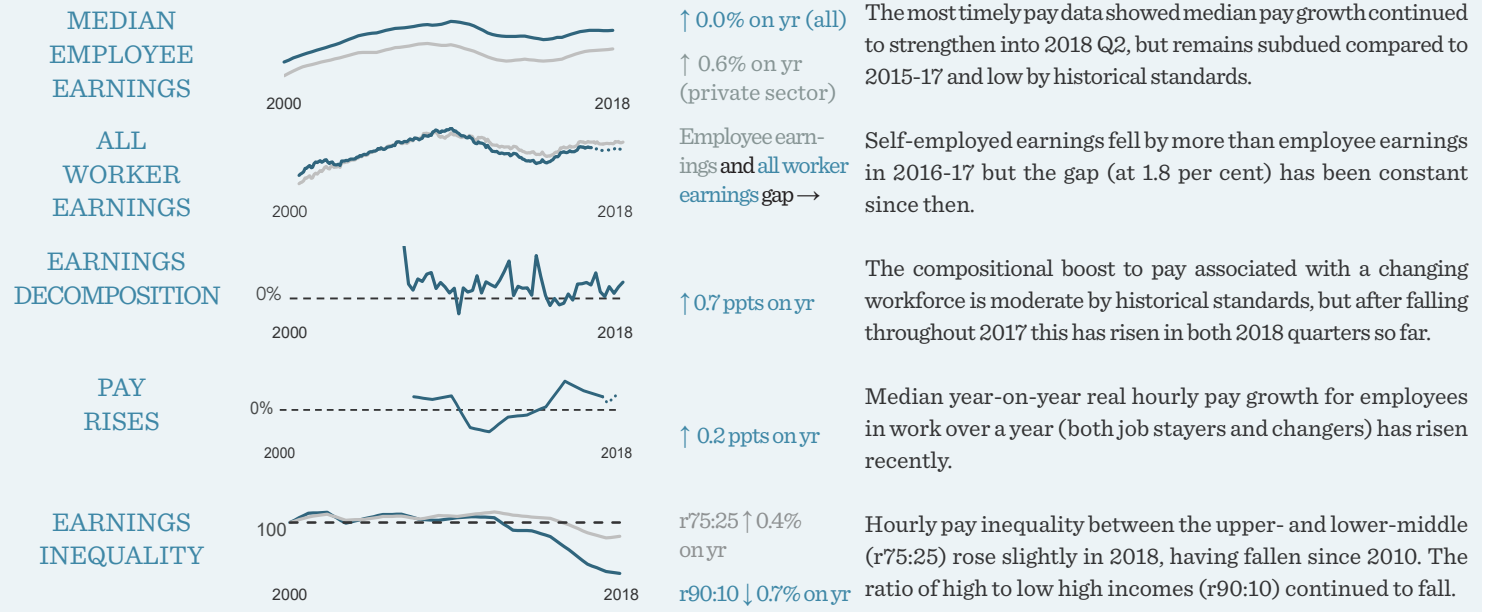 MEDIAN
EMPLOYEE
EARNINGS
2000
2018
↑ 0.0% on yr (all)
↑ 0.6% on yr
(private sector)
The most timely pay data showed median pay growth continued
to strengthen into 2018 Q2, but remains subdued compared to
2015-17 and low by historical standards.
ALL
WORKER
EARNINGS
2000
2018
Employee earn-
ings and all worker
earnings gap →
Self-employed earnings fell by more than employee earnings
in 2016-17 but the gap (at 1.8 per cent) has been constant
since then.
EARNINGS
DECOMPOSITION
0%
2000
2018
↑ 0.7 ppts on yr
The compositional boost to pay associated with a changing
workforce is moderate by historical standards, but after falling
throughout 2017 this has risen in both 2018 quarters so far.
PAY
RISES
0%
2000
2018
↑ 0.2 ppts on yr
Median year-on-year real hourly pay growth for employees
in work over a year (both job stayers and changers) has risen
recently.
EARNINGS
INEQUALITY
100
2000
2018
r75:25 ↑ 0.4%
on yr
r90:10 ↓ 0.7% on yr
Hourly pay inequality between the upper- and lower-middle
(r75:25) rose slightly in 2018, having fallen since 2010. The
ratio of high to low high incomes (r90:10) continued to fall.